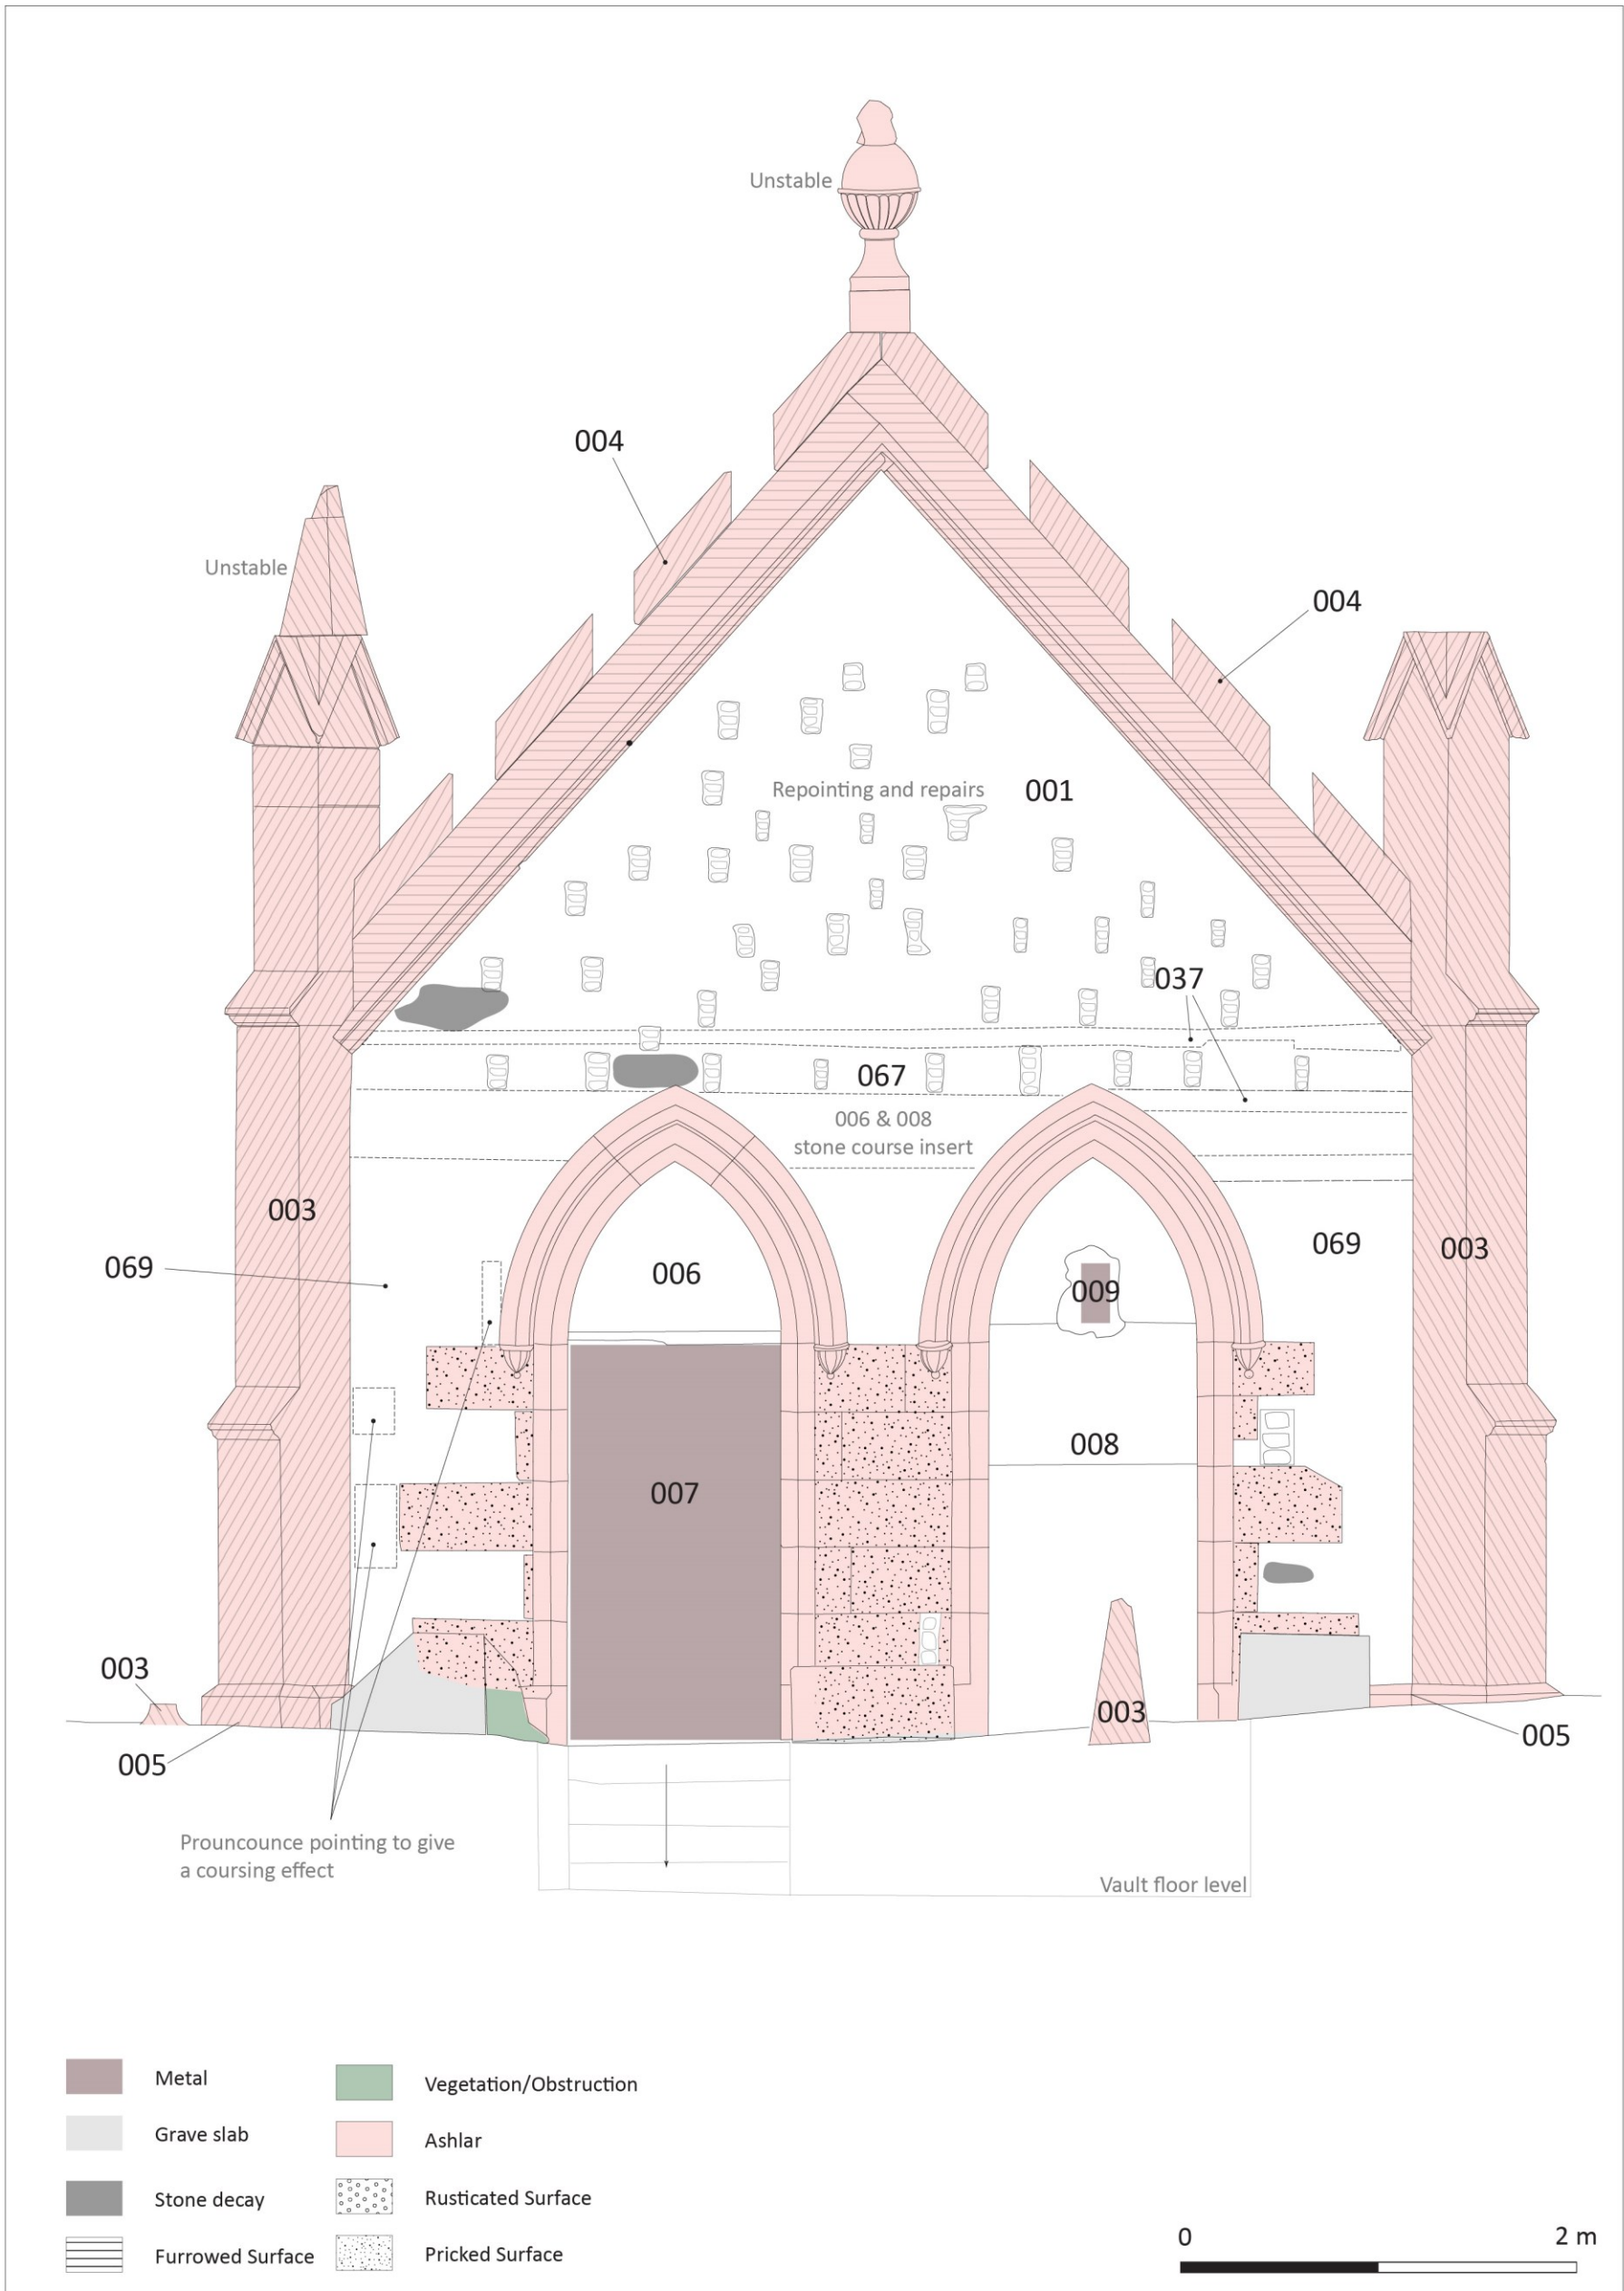 Unstable
004
Unstable
004
Repointing and repairs
001
037
067
006 & 008
stone course insert
003
069
069
003
006
009
008
007
003
003
005
005
Prouncounce pointing to give
a coursing effect
Vault floor level
Metal
Vegetation/Obstruction
Grave slab
Ashlar
Stone decay
Rusticated Surface
Furrowed Surface
Pricked Surface
0
2 m